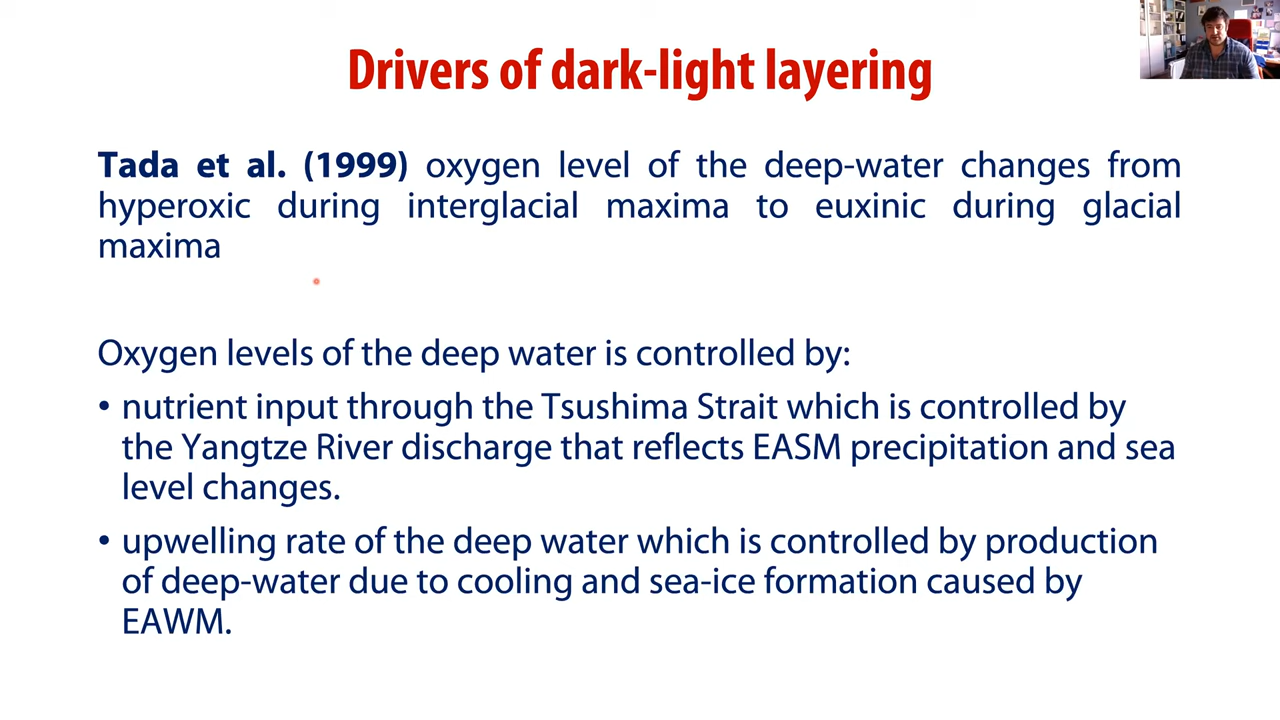 Drivers of dark-light layering
Tada et al. (1999) oxygen level of the deep-water changes from
hyperoxic during interglacial maxima to euxinic during glacial
maxima
Oxygen levels of the deep water is controlled by:
• nutrient input through the Tsushima Strait which is controlled by
the Yangtze River discharge that reflects EASM precipitation and sea
level changes.
• upwelling rate of the deep water which is controlled by production
of deep-water due to cooling and sea-ice formation caused by
EAWM.